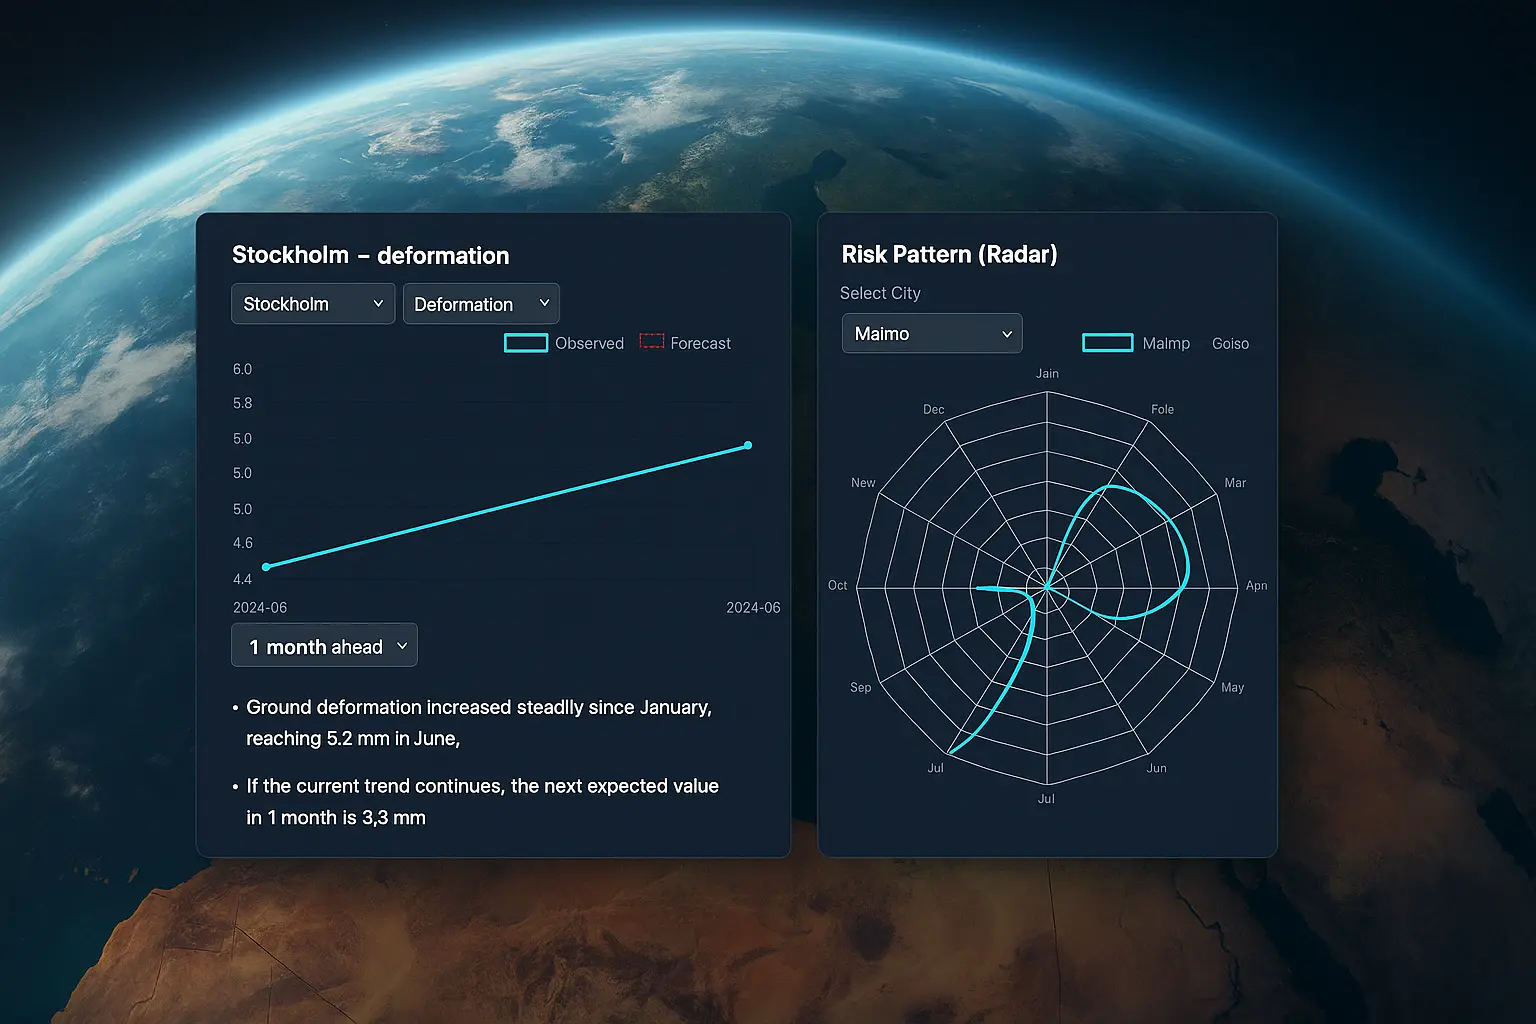 Stockholm – deformation
Stockholm
Deformation
Observed
Forecast
6.0
5.8
5.0
5.0
5.0
4.6
4.4
2024-06
2024-06
1 month ahead
• Ground deformation increased steadlly since January,
reaching 5.2 mm in June,
• If the current trend continues, the next expected value
in 1 month is 3,3 mm
Risk Pattern (Radar)
Select City
Maimo
Malmp
Goiso
Jain
Fole
Mar
Apn
May
Jun
Jul
Jul
Sep
Oct
New
Dec